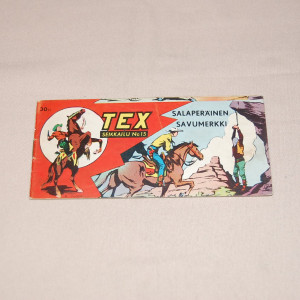 30:-
TEX
SEIKKAILU No 15
SALAPERÄINEN
SAVUMERKKI